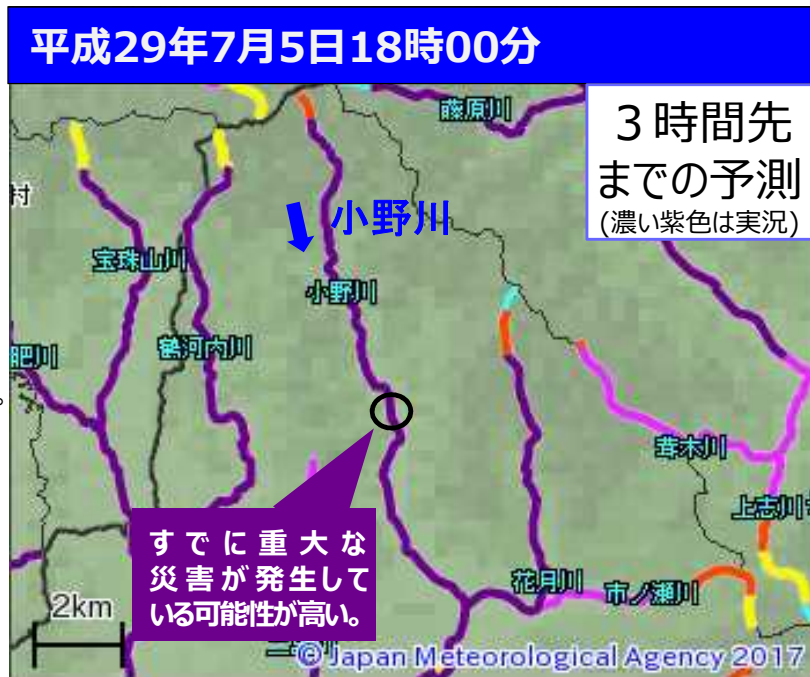 平成29年7月5日18時00分
３時間先
までの予測
(濃い紫色は実況)
藤原川
村
小野川
宝珠山川
小野川
肥川
鶴河内川
。
葺木川
上志川
すでに重大な
災害が発生して
いる可能性が高い。
花月川
市ノ瀬川
2km
© Japan Meteorological Agency 2017